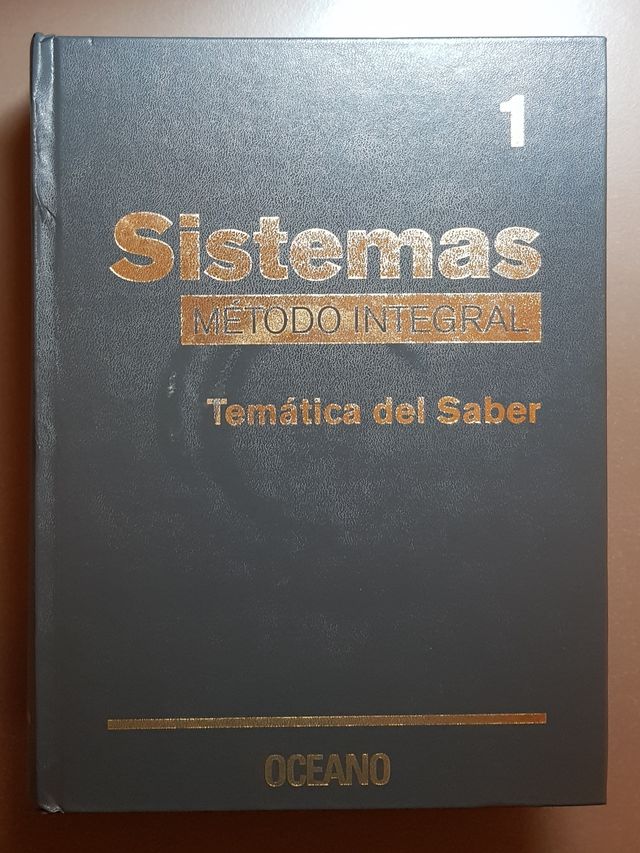 1
Sistemas
MÉTODO INTEGRAL
Temática del Saber
OCEANO